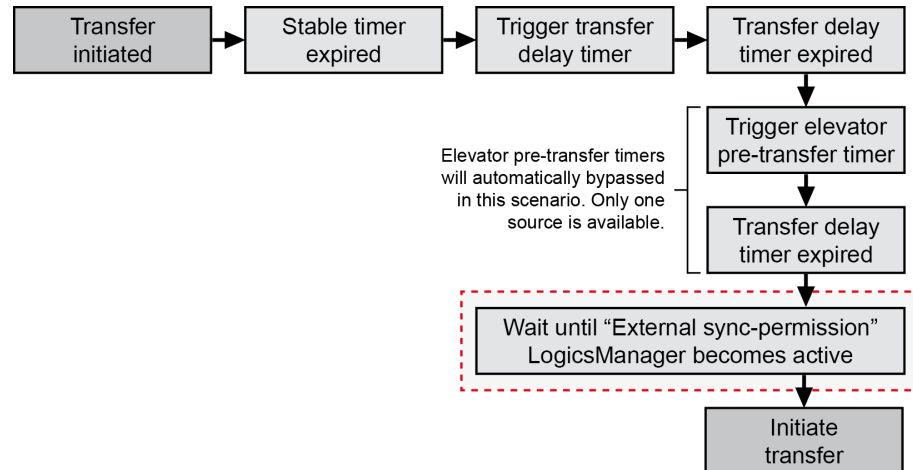 Transfer
initiated
Stable timer
expired
Trigger transfer
delay timer
Transfer delay
timer expired
Trigger elevator
pre-transfer timer
Elevator pre-transfer timers
will automatically bypassed
in this scenario. Only one
source is available.
Transfer delay
timer expired
Wait until “External sync-permission”
LogicsManager becomes active
Initiate
transfer